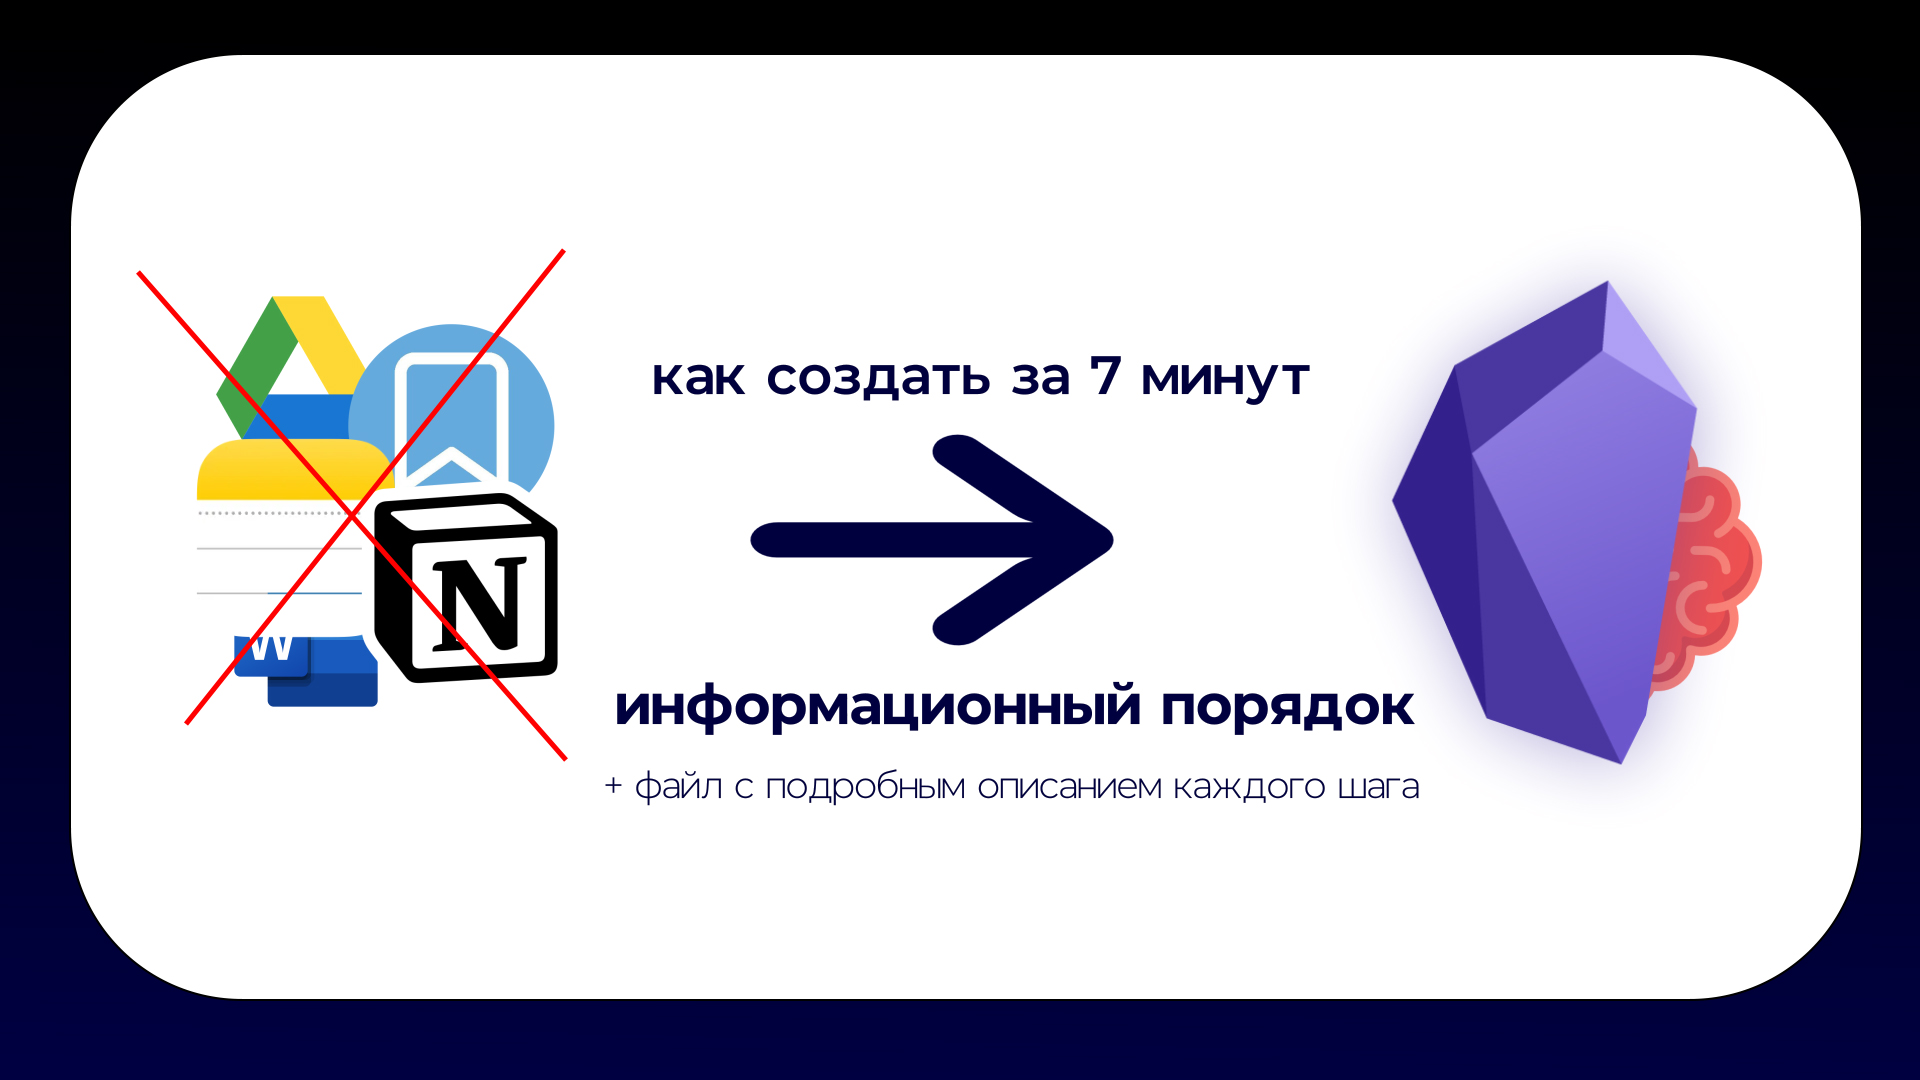 как создать за 7 минут
W
N
информационный порядок
+ файл с подробным описанием каждого шага